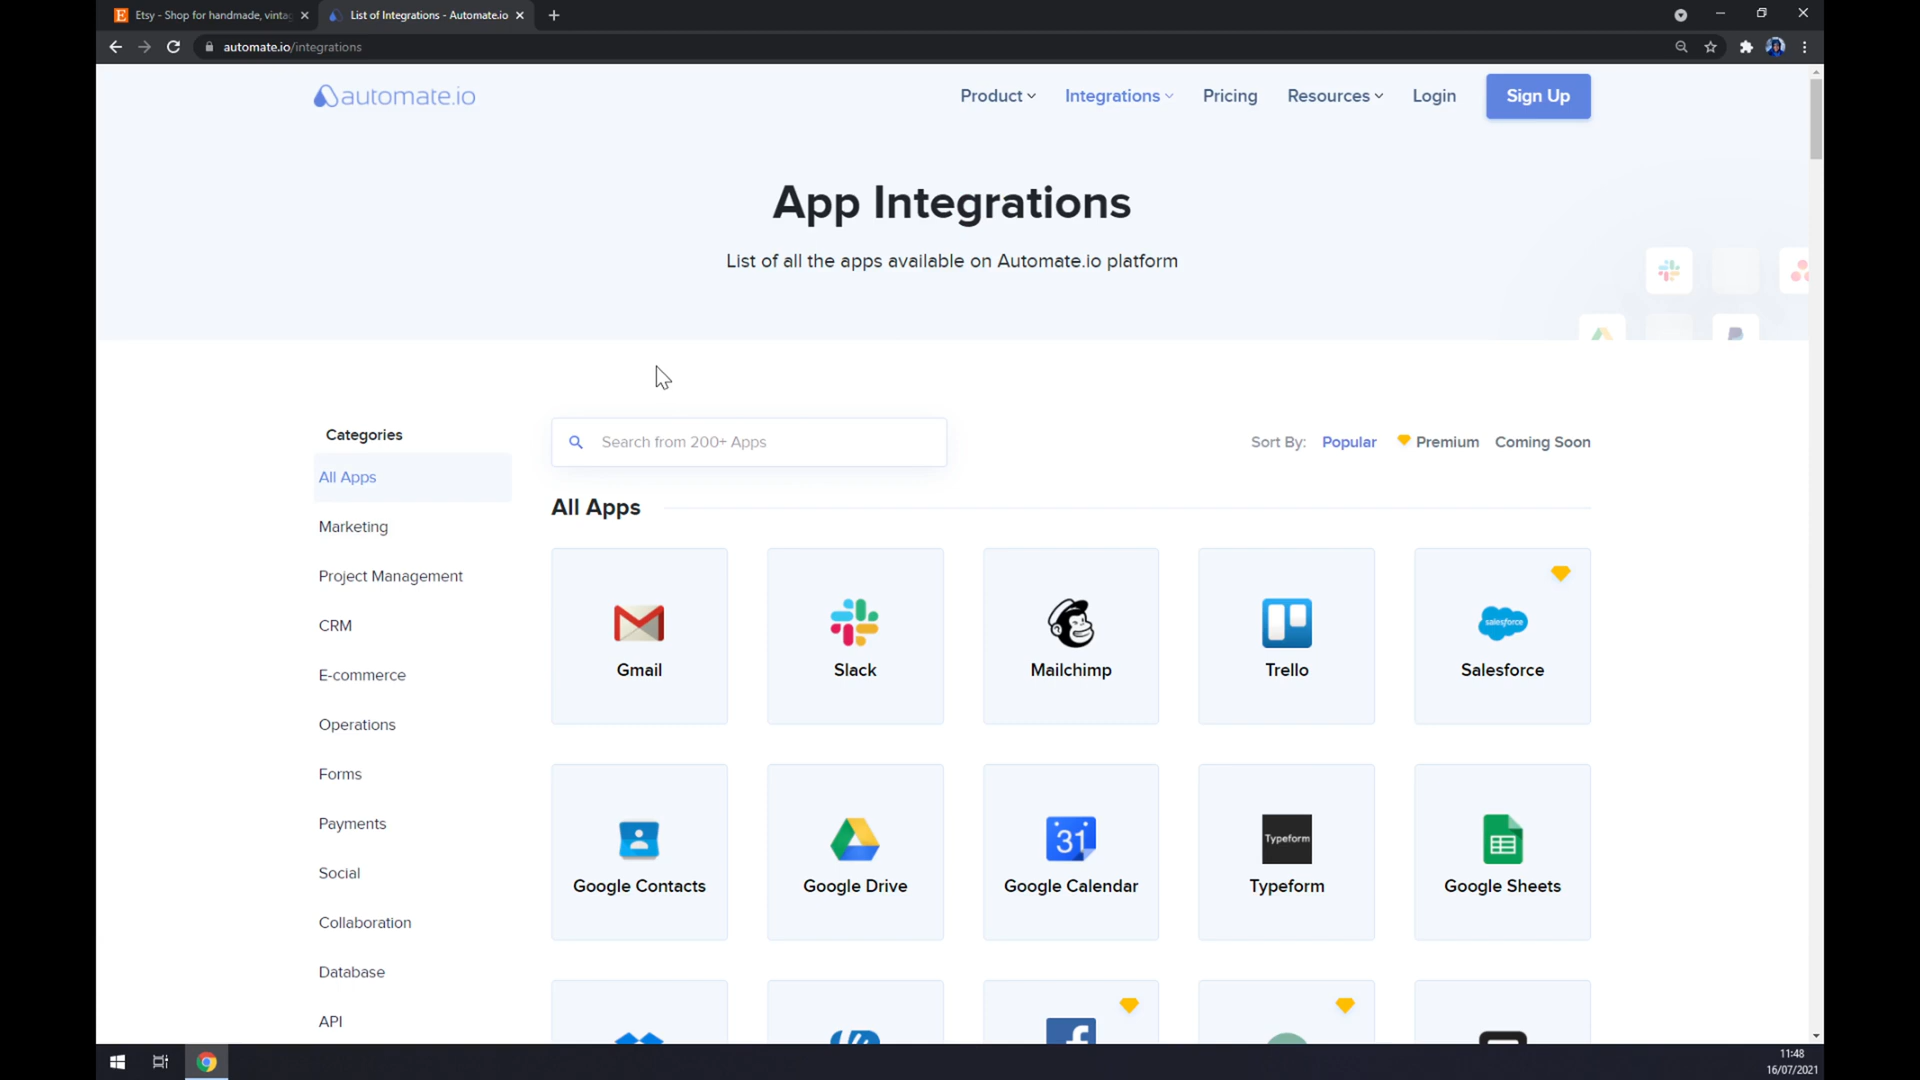 Etsy - Shop for handmade, vinta
List of Integrations - Automate.io
automate.io/integrations
automate.io
Product
Integrations
Pricing
Resources
Login
Sign Up
App Integrations
List of all the apps available on Automate.io platform
Categories
Search from 200+ Apps
Sort By:
Popular
Premium
Coming Soon
All Apps
Marketing
Project Management
CRM
E-commerce
Operations
Forms
Payments
Social
Collaboration
Database
API
All Apps
Gmail
Slack
Mailchimp
Trello
salesforce
Salesforce
Google Contacts
Google Drive
31
Google Calendar
Typeform
Typeform
Google Sheets
11:48
16/07/2021